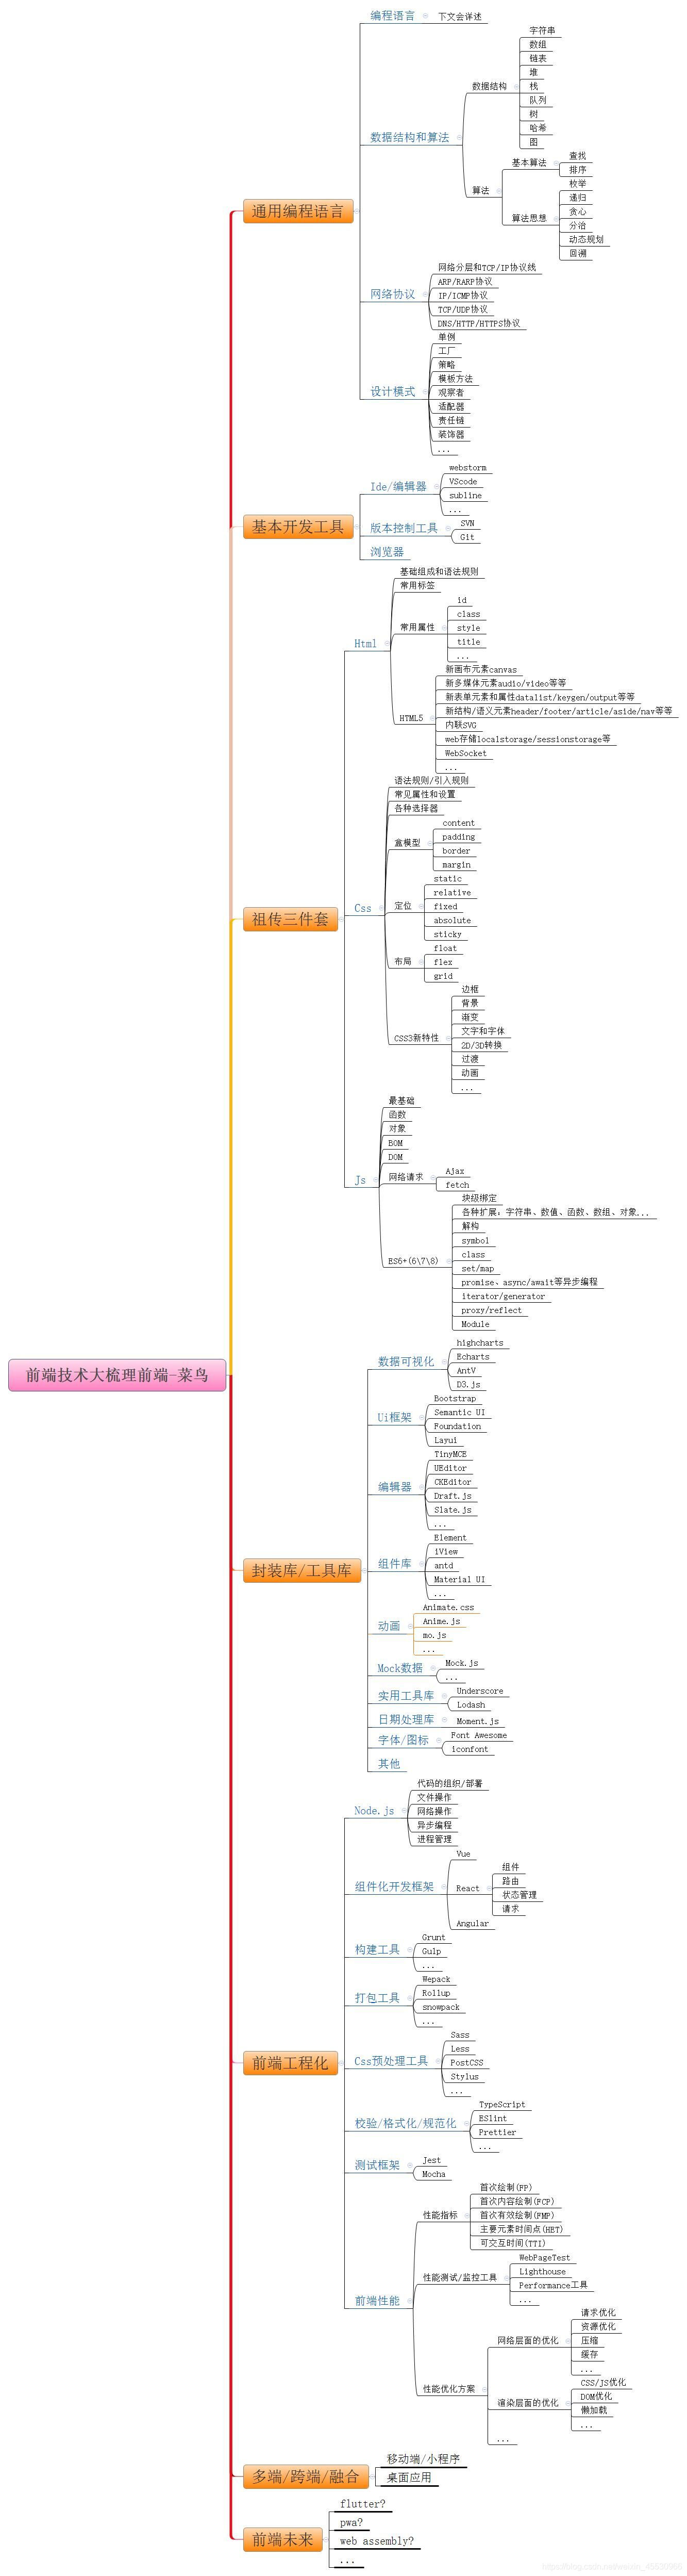 编程语言
下文会详述
字符串
数组
链表
堆
数据结构
栈
队列
树
哈希
图
数据结构和算法
查找
基本算法
排序
算法
枚举
递归
贪心
算法思想
分治
动态规划
回溯
通用编程语言
网络分层和TCP/IP协议线
ARP/RARP协议
网络协议
IP/ICMP协议
TCP/UDP协议
DNS/HTTP/HTTPS协议
单例
工厂
策略
模板方法
设计模式
观察者
适配器
责任链
装饰器
...
webstorm
Ide/编辑器
VScode
subline
...
基本开发工具
版本控制工具
SVN
Git
浏览器
基础组成和语法规则
常用标签
id
class
常用属性
style
title
...
Html
新画布元素canvas
新多媒体元素audio/video等等
新表单元素和属性datalist/keygen/output等等
新结构/语义元素header/footer/article/aside/nav等等
HTML5
内联SVG
web存储localstorage/sessionstorage等
WebSocket
...
语法规则/引入规则
常见属性和设置
各种选择器
content
盒模型
padding
border
margin
static
relative
祖传三件套
Css
定位
fixed
absolute
sticky
float
布局
flex
grid
边框
背景
渐变
文字和字体
CSS3新特性
2D/3D转换
过渡
动画
...
最基础
函数
对象
BOM
DOM
Js
网络请求
Ajax
fetch
块级绑定
各种扩展：字符串、数值、函数、数组、对象...
解构
symbol
class
ES6+(6\7\8)
set/map
promise、async/await等异步编程
iterator/generator
proxy/reflect
Module
前端技术大梳理前端-菜鸟
highcharts
数据可视化
Echarts
AntV
D3.js
Bootstrap
Ui框架
Semantic UI
Foundation
Layui
TinyMCE
UEditor
编辑器
CKEditor
Draft.js
Slate.js
...
Element
组件库
iView
antd
Material UI
...
封装库/工具库
Animate.css
动画
Anime.js
mo.js
...
Mock数据
Mock.js
...
实用工具库
Underscore
Lodash
日期处理库
Moment.js
字体/图标
Font Awesome
iconfont
其他
代码的组织/部署
文件操作
Node.js
网络操作
异步编程
进程管理
Vue
组件化开发框架
React
组件
路由
状态管理
请求
Angular
构建工具
Grunt
Gulp
...
打包工具
Wepack
Rollup
snowpack
...
Sass
Less
前端工程化
Css预处理工具
PostCSS
Stylus
...
TypeScript
校验/格式化/规范化
ESlint
Prettier
...
测试框架
Jest
Mocha
首次绘制(FP)
首次内容绘制(FCP)
性能指标
首次有效绘制(FMP)
主要元素时间点(HET)
可交互时间(TTI)
WebPageTest
性能测试/监控工具
Lighthouse
Performance工具
...
前端性能
请求优化
资源优化
网络层面的优化
压缩
缓存
...
性能优化方案
CSS/JS优化
渲染层面的优化
DOM优化
懒加载
...
...
多端/跨端/融合
移动端/小程序
桌面应用
flutter?
前端未来
pwa?
web assembly?
...